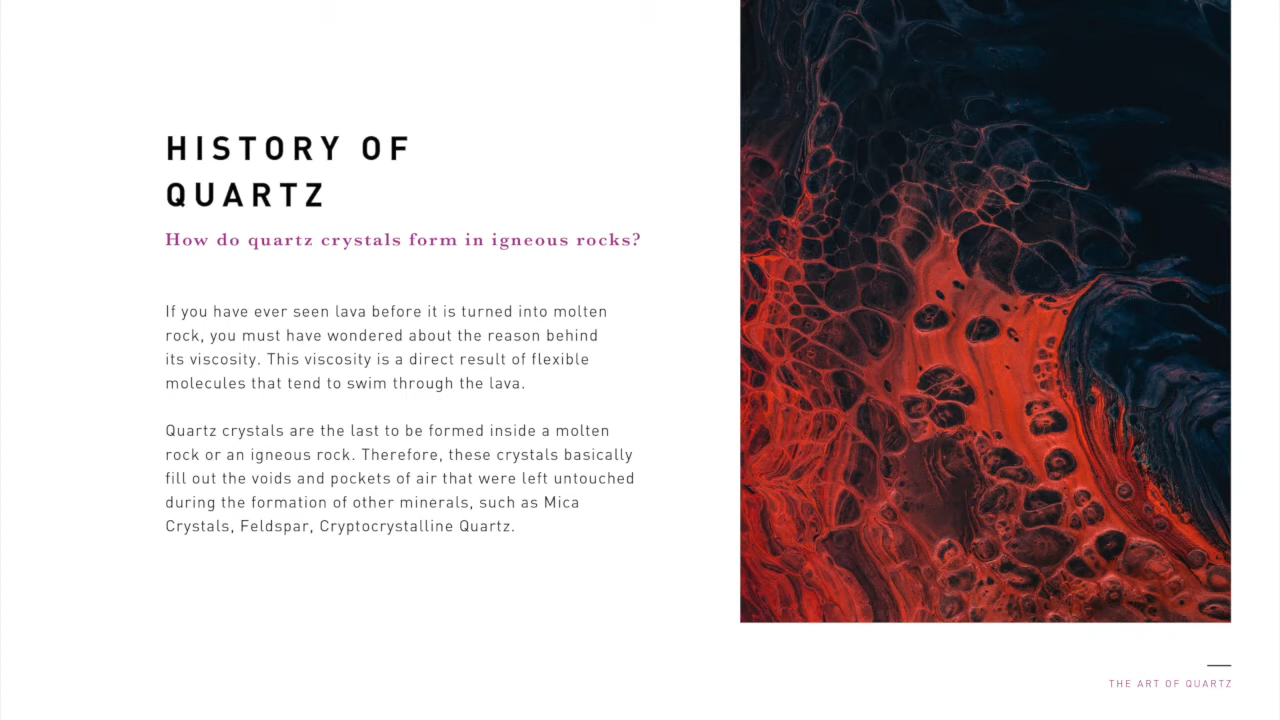 HISTORY OF
QUARTZ
How do quartz crystals form in igneous rocks?
If you have ever seen lava before it is turned into molten
rock, you must have wondered about the reason behind
its viscosity. This viscosity is a direct result of flexible
molecules that tend to swim through the lava.
Quartz crystals are the last to be formed inside a molten
rock or an igneous rock. Therefore, these crystals basically
fill out the voids and pockets of air that were left untouched
during the formation of other minerals, such as Mica
Crystals, Feldspar, Cryptocrystalline Quartz.
THE ART OF QUARTZ